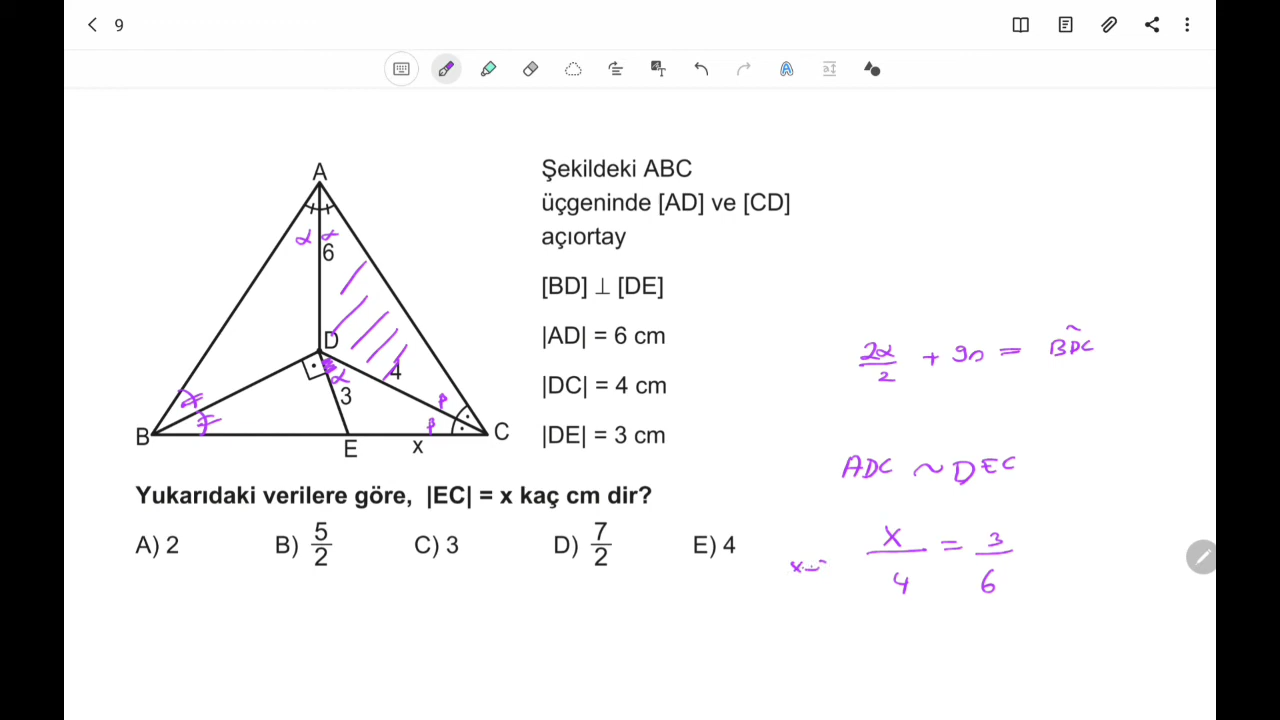 9
A
α α
6
D
α
4
3
β
β
B
E
x
C
Şekildeki ABC
üçgeninde [AD] ve [CD]
açıortay
[BD] ⊥ [DE]
|AD| = 6 cm
|DC| = 4 cm
|DE| = 3 cm
Yukarıdaki verilere göre, |EC| = x kaç cm dir?
A) 2 B) 5/2 C) 3 D) 7/2 E) 4
2α/2 + 90 = BDC
ADC ~ DEC
x/4 = 3/6